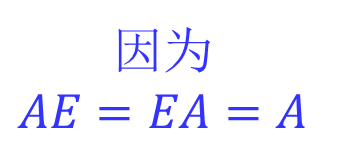 因为
AE = EA = A